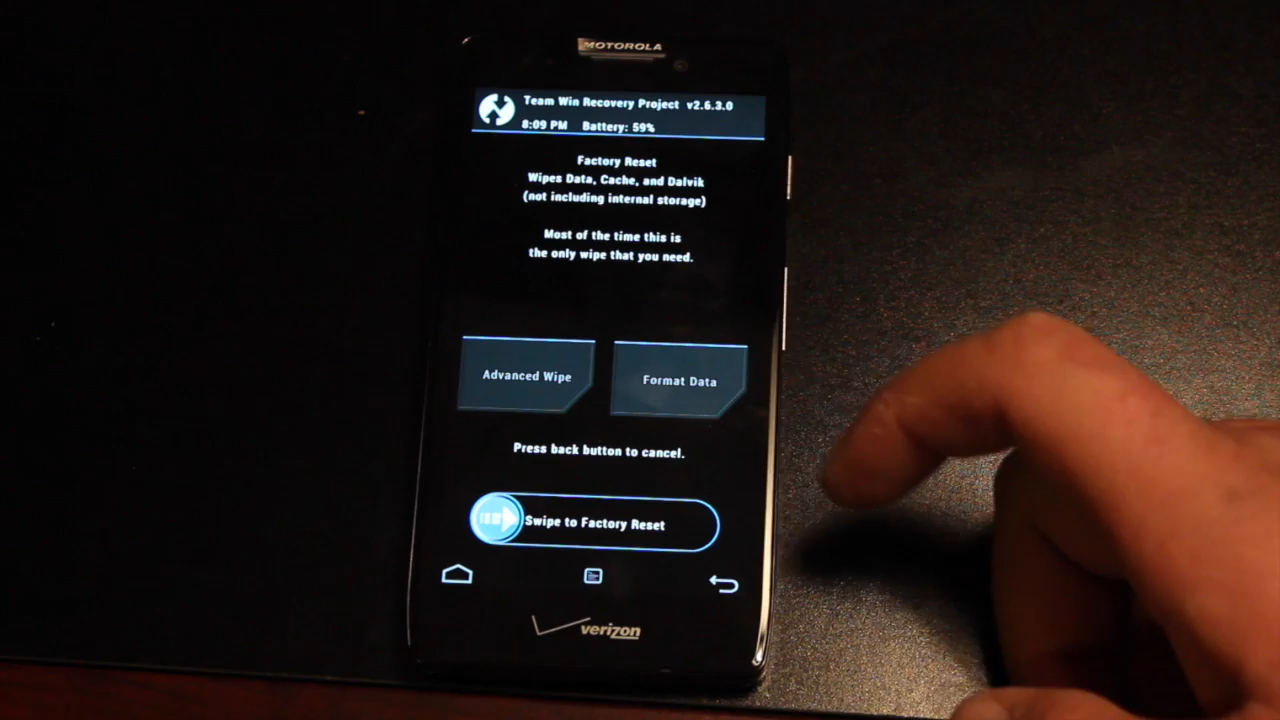 MOTOROLA
Team Win Recovery Project v2.6.3.0
8:09 PM Battery: 59%
Factory Reset
Wipes Data, Cache, and Dalvik
(not including internal storage)
Most of the time this is
the only wipe that you need.
Advanced Wipe
Format Data
Press back button to cancel.
Swipe to Factory Reset
verizon